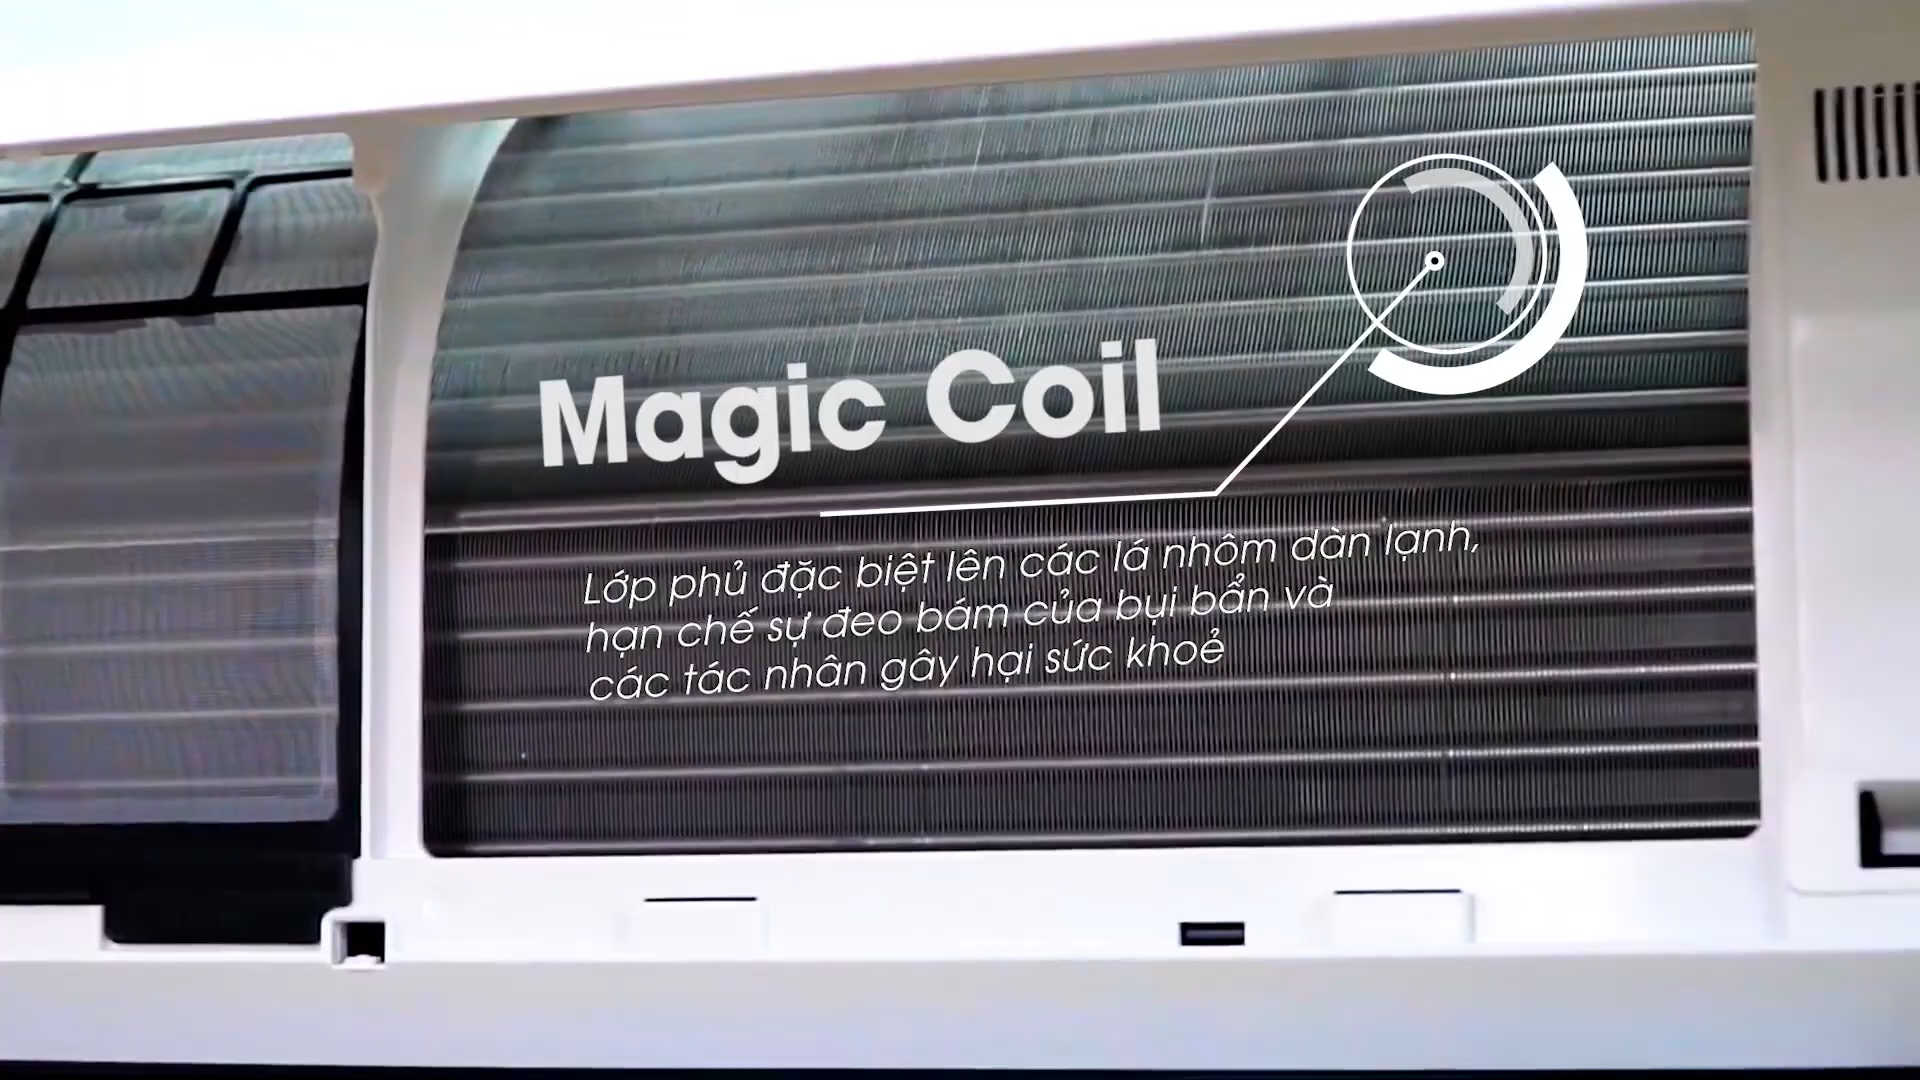 Magic Coil
Lớp phủ đặc biệt lên các lá nhôm dàn lạnh,
hạn chế sự đeo bám của bụi bẩn và
các tác nhân gây hại sức khoẻ